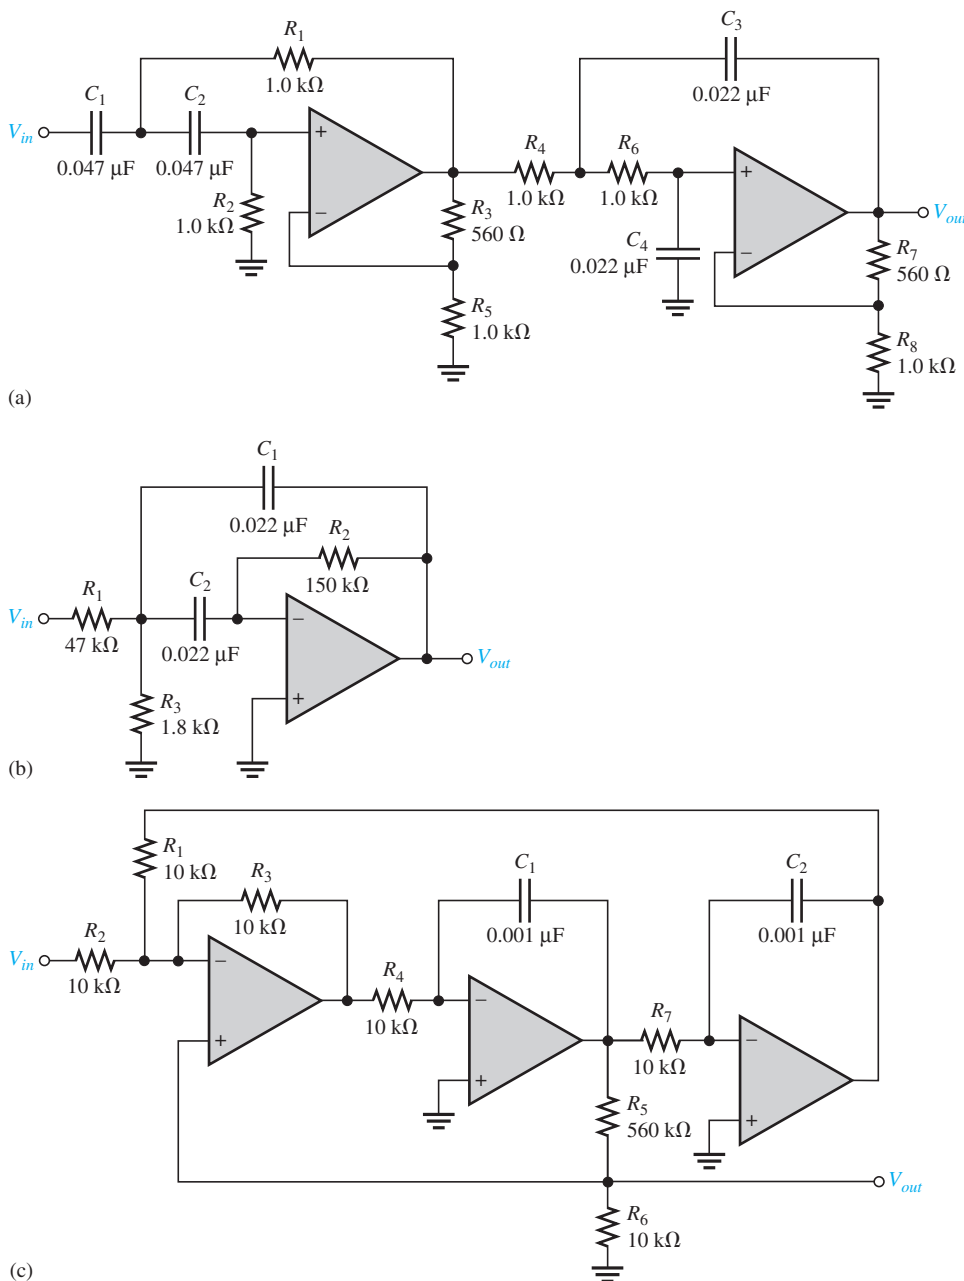 R1
1.0 kΩ
C3
0.022 μF
C1
C2
Vin
0.047 μF
0.047 μF
+
−
R2
1.0 kΩ
R3
560 Ω
R5
1.0 kΩ
R4
1.0 kΩ
R6
1.0 kΩ
C4
0.022 μF
+
−
Vout
R7
560 Ω
R8
1.0 kΩ
(a)
C1
0.022 μF
R2
150 kΩ
R1
C2
Vin
47 kΩ
0.022 μF
−
+
Vout
R3
1.8 kΩ
(b)
R1
10 kΩ
R3
10 kΩ
C1
0.001 μF
C2
0.001 μF
R2
Vin
10 kΩ
−
+
R4
10 kΩ
−
+
R7
10 kΩ
−
+
R5
560 kΩ
Vout
R6
10 kΩ
(c)